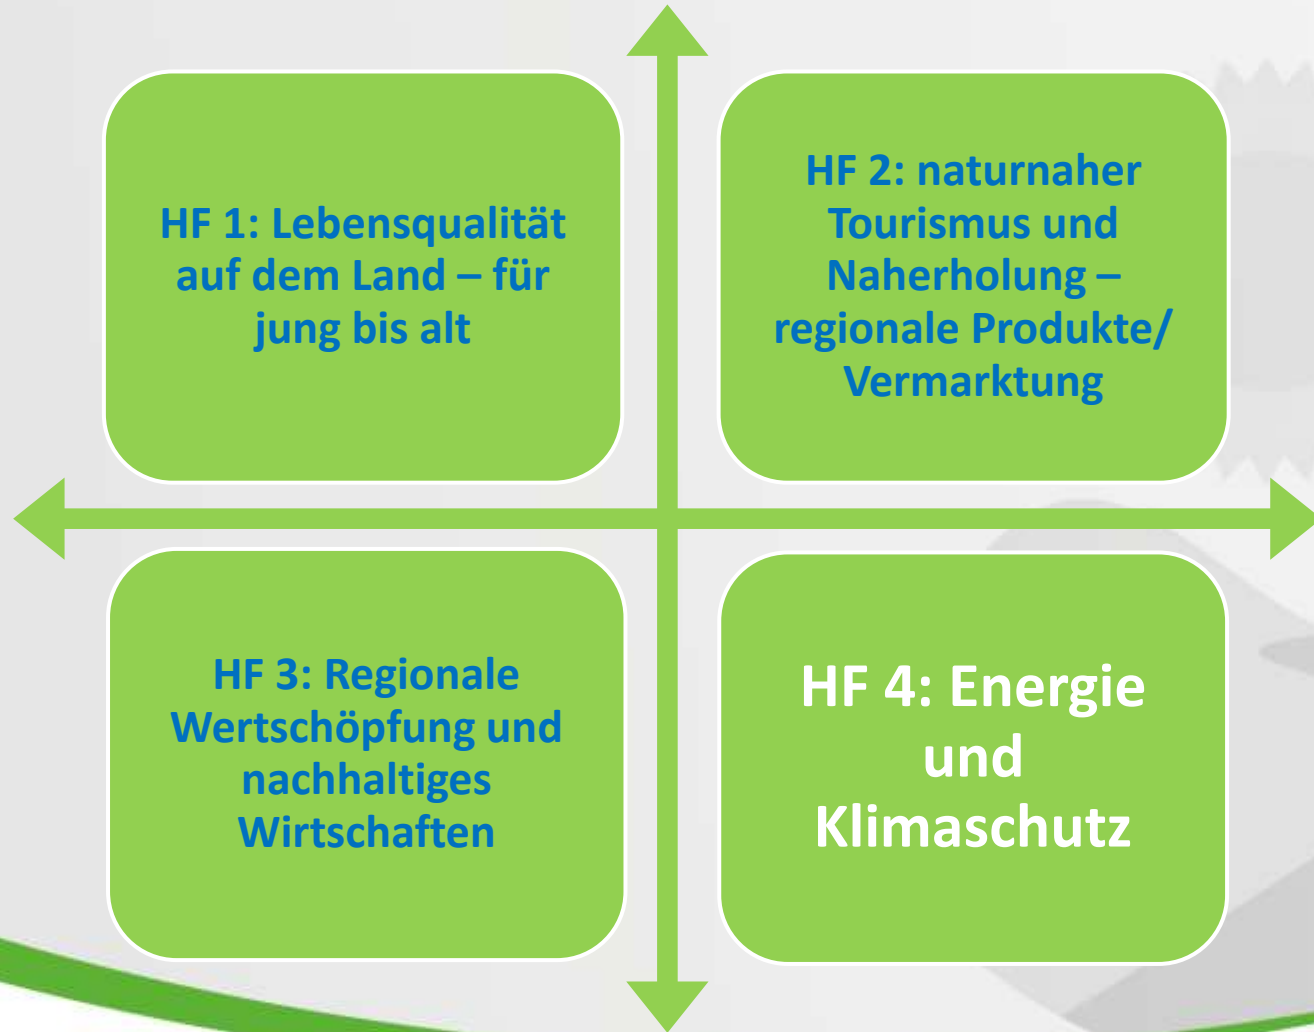 HF 1: Lebensqualität
auf dem Land – für
jung bis alt
HF 2: naturnaher
Tourismus und
Naherholung –
regionale Produkte/
Vermarktung
HF 3: Regionale
Wertschöpfung und
nachhaltiges
Wirtschaften
HF 4: Energie
und
Klimaschutz